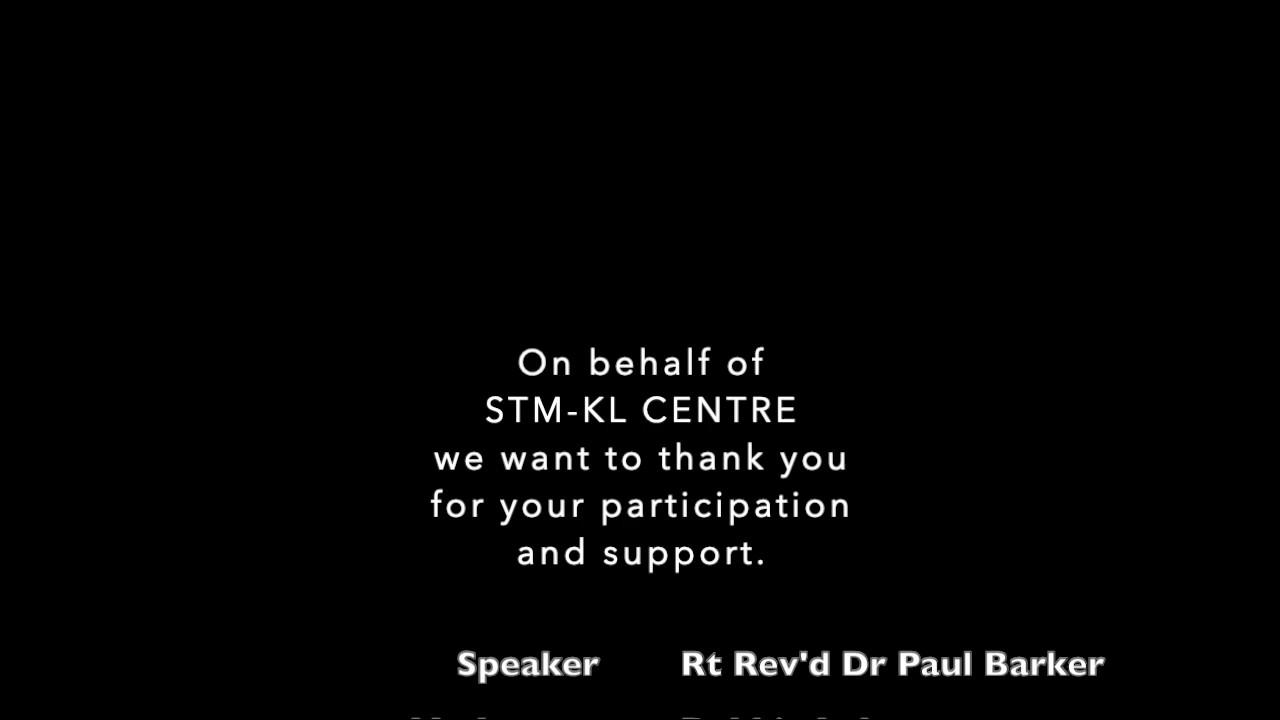 On behalf of
STM-KL CENTRE
we want to thank you
for your participation
and support.
Speaker Rt Rev'd Dr Paul Barker